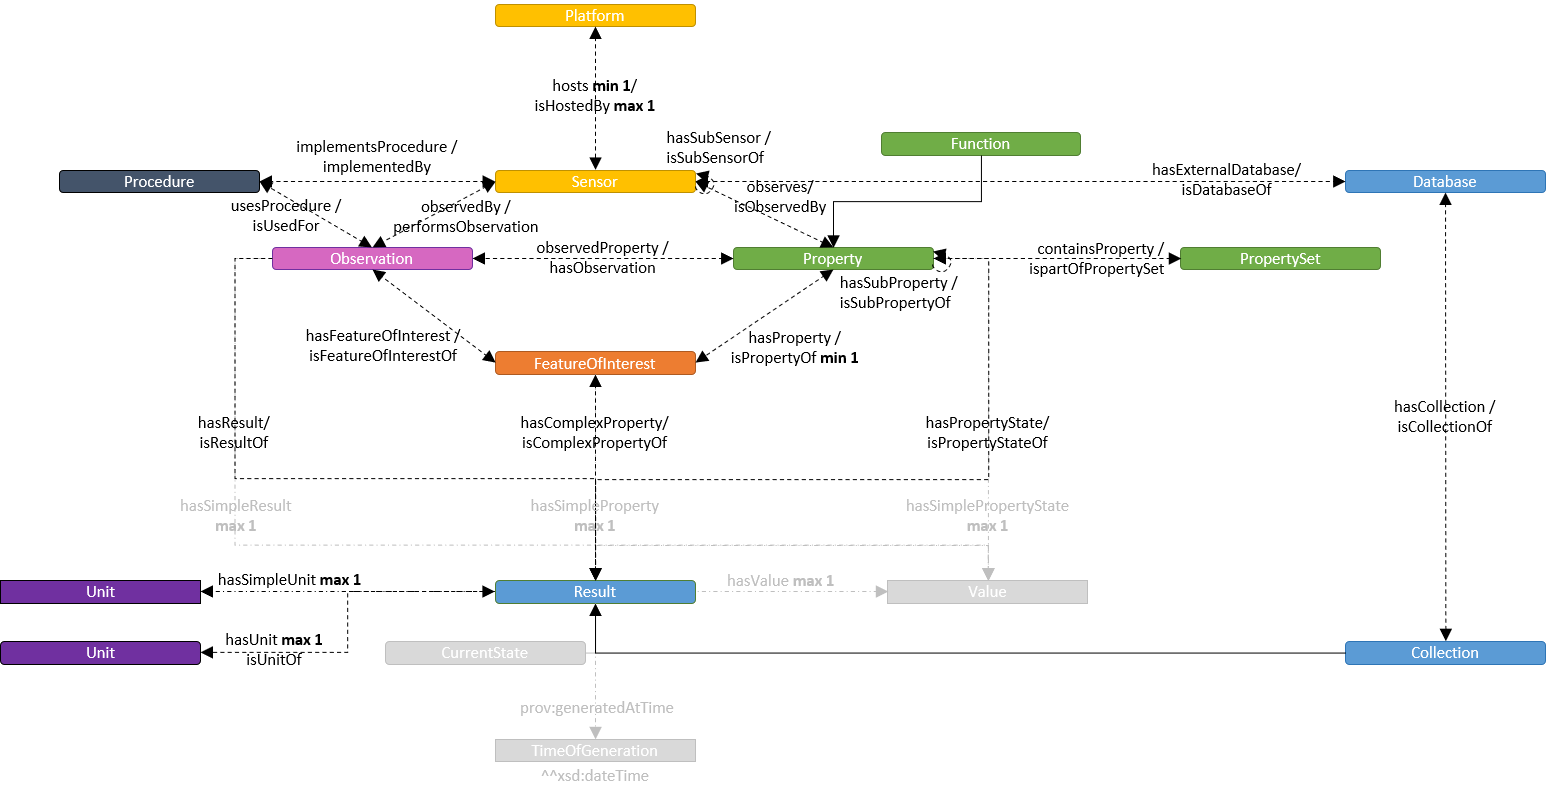 Platform
hosts min 1/
isHostedBy max 1
hasSubSensor /
isSubSensorOf
Function
implementsProcedure /
implementedBy
hasExternalDatabase/
isDatabaseOf
Procedure
Sensor
Database
observes/
isObservedBy
usesProcedure /
isUsedFor
observedBy /
performsObservation
observedProperty /
hasObservation
containsProperty /
ispartOfPropertySet
Observation
Property
PropertySet
hasSubProperty /
isSubPropertyOf
hasFeatureOfInterest /
isFeatureOfInterestOf
hasProperty /
isPropertyOf min 1
FeatureOfInterest
hasResult/
isResultOf
hasComplexProperty/
isComplexPropertyOf
hasPropertyState/
isPropertyStateOf
hasCollection /
isCollectionOf
hasSimpleResult
max 1
hasSimpleProperty
max 1
hasSimplePropertyState
max 1
hasSimpleUnit max 1
hasValue max 1
Unit
Result
Value
hasUnit max 1
isUnitOf
Unit
CurrentState
Collection
prov:generatedAtTime
TimeOfGeneration
^^xsd:dateTime